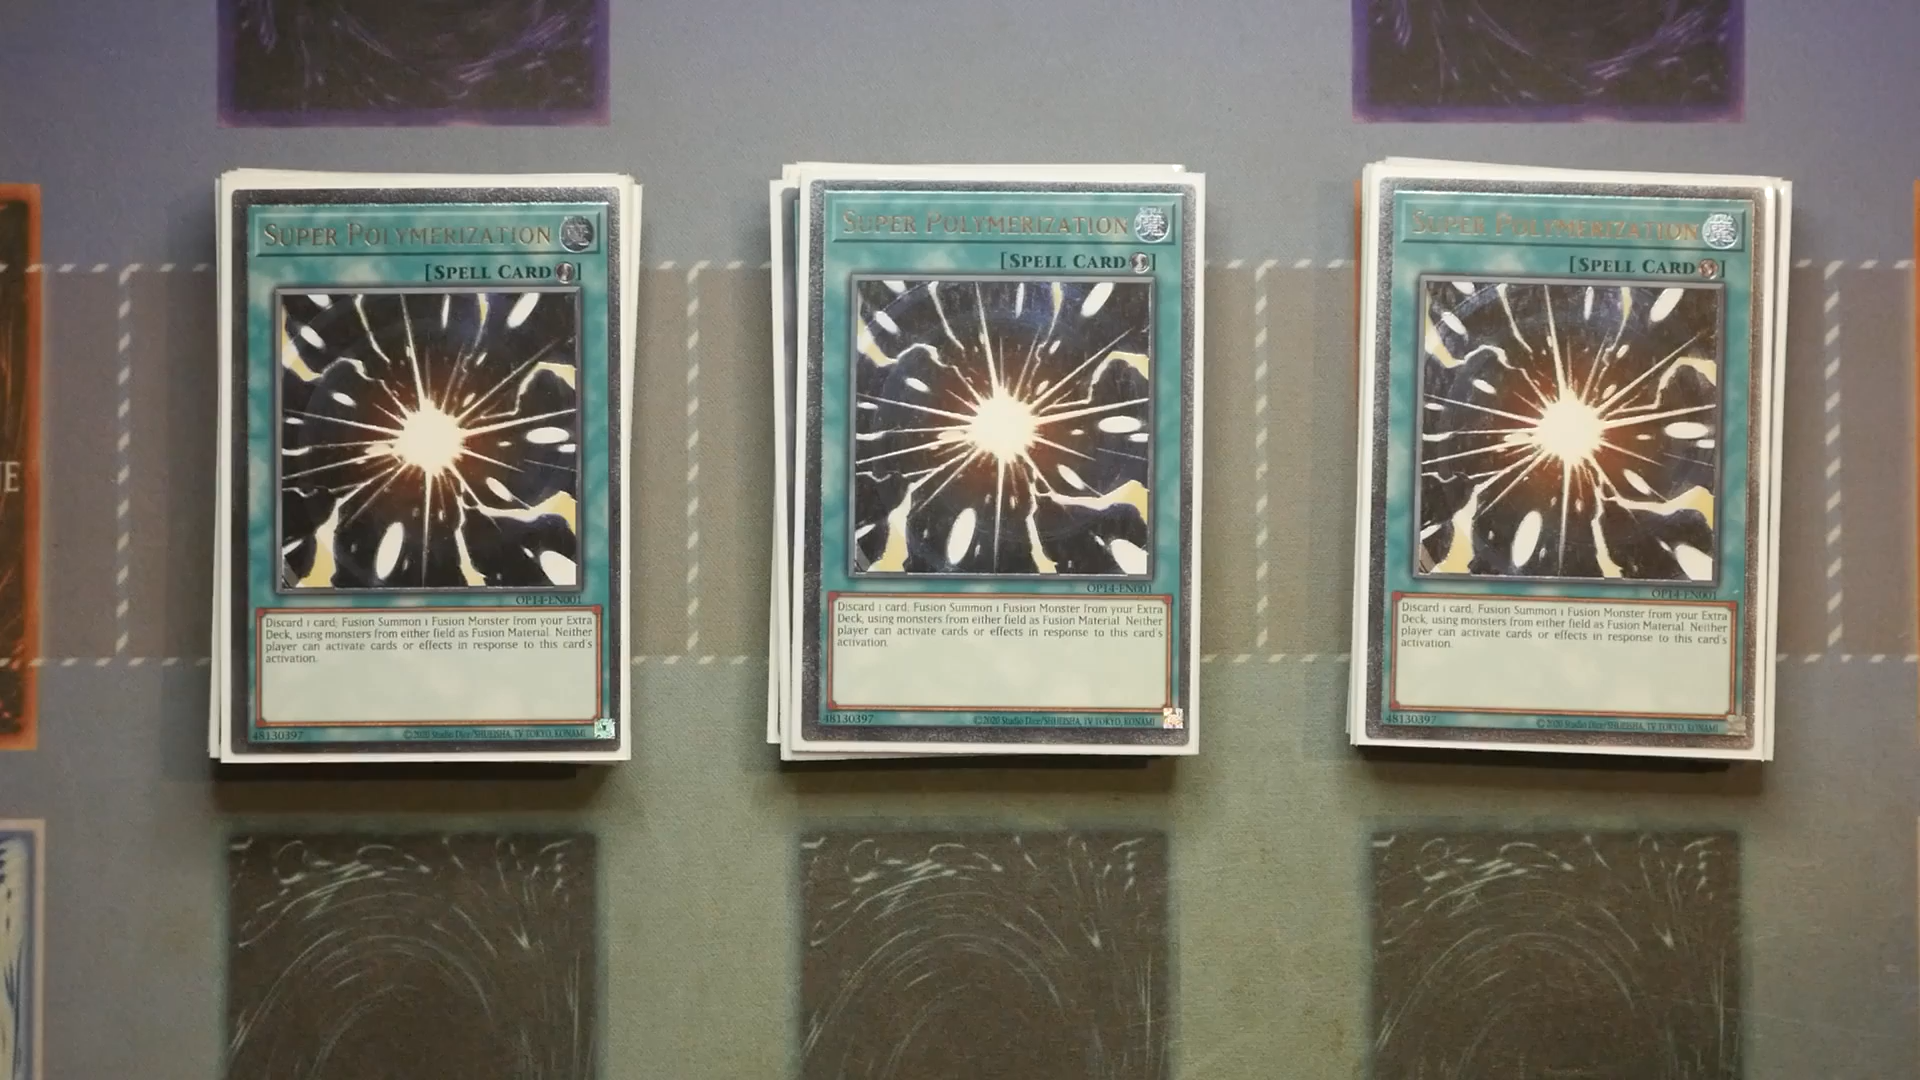 SUPER POLYMERIZATION
[SPELL CARD]
OP14-EN001
Discard 1 card; Fusion Summon 1 Fusion Monster from your Extra
Deck, using monsters from either field as Fusion Material. Neither
player can activate cards or effects in response to this card's
activation.
48130397
©2020 Studio Dice/SHUEISHA, TV TOKYO, KONAMI
SUPER POLYMERIZATION
[SPELL CARD]
OP14-EN001
Discard 1 card; Fusion Summon 1 Fusion Monster from your Extra
Deck, using monsters from either field as Fusion Material. Neither
player can activate cards or effects in response to this card's
activation.
48130397
©2020 Studio Dice/SHUEISHA, TV TOKYO, KONAMI
SUPER POLYMERIZATION
[SPELL CARD]
OP14-EN001
Discard 1 card; Fusion Summon 1 Fusion Monster from your Extra
Deck, using monsters from either field as Fusion Material. Neither
player can activate cards or effects in response to this card's
activation.
48130397
©2020 Studio Dice/SHUEISHA, TV TOKYO, KONAMI